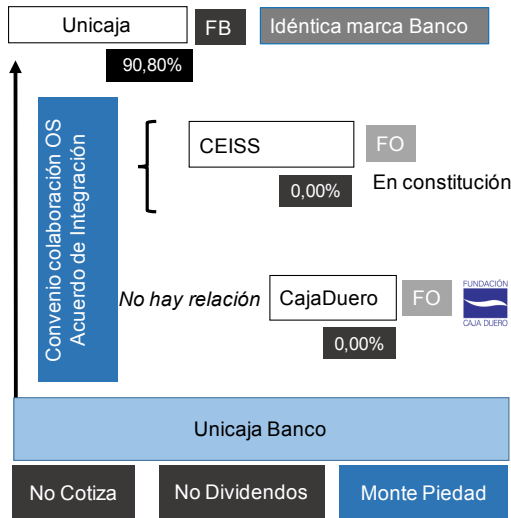 Unicaja
FB
Idéntica marca Banco
90,80%
Convenio colaboración OS
Acuerdo de Integración
CEISS
FO
0,00%
En constitución
No hay relación
CajaDuero
FO
FUNDACIÓN
CAJA DUERO
0,00%
Unicaja Banco
No Cotiza
No Dividendos
Monte Piedad